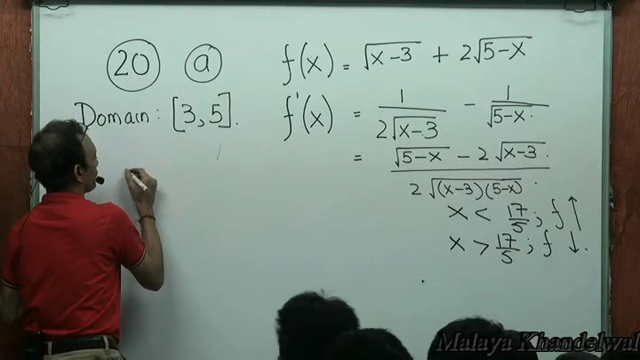 20 a
f(x) = √(x-3) + 2√(5-x)
Domain : [3,5].
f'(x) = 1/(2√(x-3)) - 1/√(5-x)
= (√(5-x) - 2√(x-3)) / (2√((x-3)(5-x)))
x < 17/5 ; f ↑
x > 17/5 ; f ↓.
Malaya Khandelwal